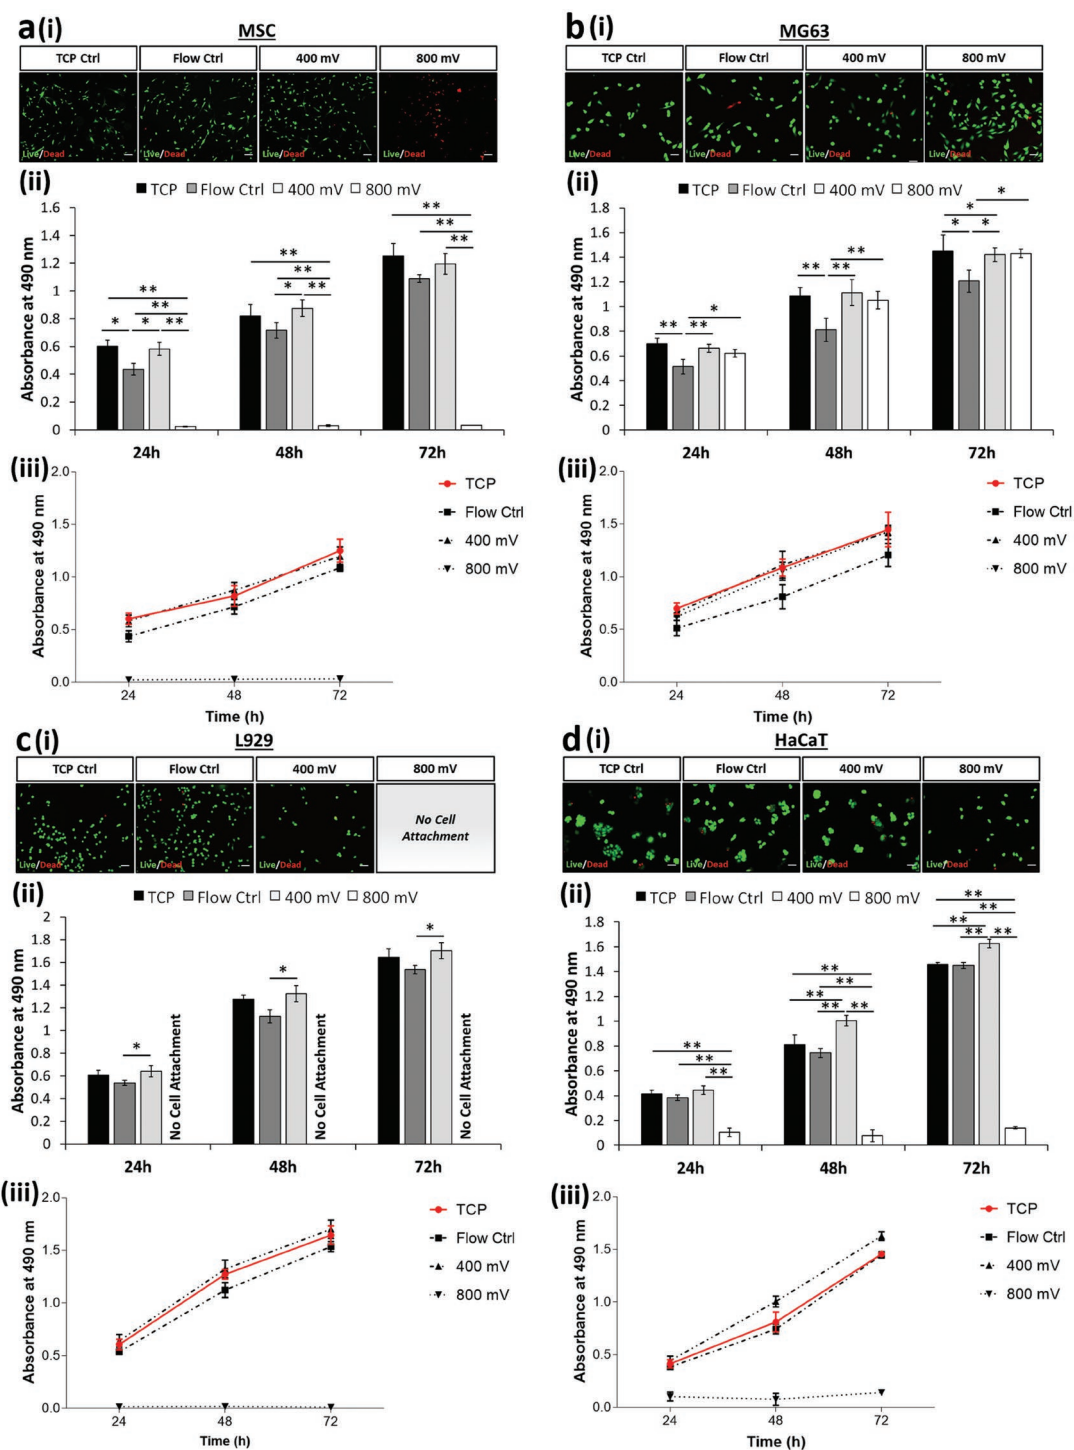 a (i) MSC
TCP Ctrl Flow Ctrl 400 mV 800 mV
Live/Dead Live/Dead Live/Dead Live/Dead
(ii)
TCP Flow Ctrl 400 mV 800 mV
Absorbance at 490 nm
1.6
1.4
1.2
1
0.8
0.6
0.4
0.2
0
** ** ** * * **
** ** * **
** ** **
24h 48h 72h
(iii)
Absorbance at 490 nm
2.0
1.5
1.0
0.5
0.0
24 48 72
Time (h)
TCP
Flow Ctrl
400 mV
800 mV
b (i) MG63
TCP Ctrl Flow Ctrl 400 mV 800 mV
Live/Dead Live/Dead Live/Dead Live/Dead
(ii)
TCP Flow Ctrl 400 mV 800 mV
Absorbance at 490 nm
1.8
1.6
1.4
1.2
1
0.8
0.6
0.4
0.2
0
* ** **
** ** **
* * * *
24h 48h 72h
(iii)
Absorbance at 490 nm
2.0
1.5
1.0
0.5
0.0
24 48 72
Time (h)
TCP
Flow Ctrl
400 mV
800 mV
c (i) L929
TCP Ctrl Flow Ctrl 400 mV 800 mV
Live/Dead Live/Dead Live/Dead
No Cell
Attachment
(ii)
TCP Flow Ctrl 400 mV 800 mV
Absorbance at 490 nm
2
1.8
1.6
1.4
1.2
1
0.8
0.6
0.4
0.2
0
* * *
No Cell Attachment
No Cell Attachment
No Cell Attachment
24h 48h 72h
(iii)
Absorbance at 490 nm
2.0
1.5
1.0
0.5
0.0
24 48 72
Time (h)
TCP
Flow Ctrl
400 mV
800 mV
d (i) HaCaT
TCP Ctrl Flow Ctrl 400 mV 800 mV
Live/Dead Live/Dead Live/Dead Live/Dead
(ii)
TCP Flow Ctrl 400 mV 800 mV
Absorbance at 490 nm
1.8
1.6
1.4
1.2
1
0.8
0.6
0.4
0.2
0
** ** **
** ** ** ** **
** ** ** ** **
24h 48h 72h
(iii)
Absorbance at 490 nm
2.0
1.5
1.0
0.5
0.0
24 48 72
Time (h)
TCP
Flow Ctrl
400 mV
800 mV